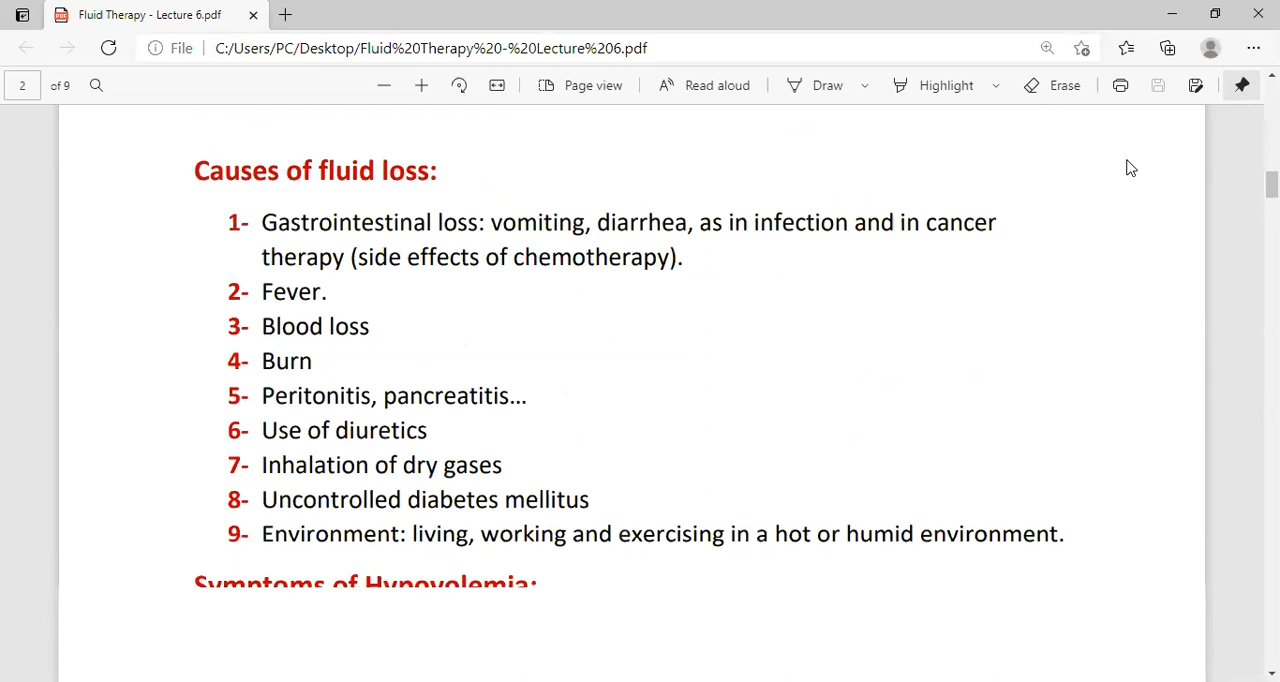 Fluid Therapy - Lecture 6.pdf
File C:/Users/PC/Desktop/Fluid%20Therapy%20-%20Lecture%206.pdf
2 of 9 Page view Read aloud Draw Highlight Erase
Causes of fluid loss:
1- Gastrointestinal loss: vomiting, diarrhea, as in infection and in cancer
therapy (side effects of chemotherapy).
2- Fever.
3- Blood loss
4- Burn
5- Peritonitis, pancreatitis...
6- Use of diuretics
7- Inhalation of dry gases
8- Uncontrolled diabetes mellitus
9- Environment: living, working and exercising in a hot or humid environment.
Symptoms of Hypovolemia: